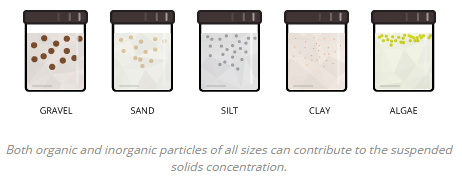 GRAVEL SAND SILT CLAY ALGAE
Both organic and inorganic particles of all sizes can contribute to the suspended
solids concentration.